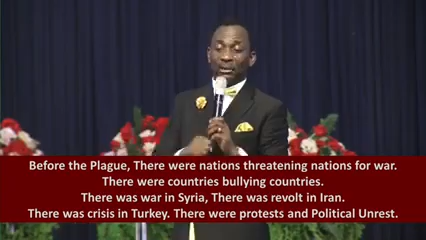 Before the Plague, There were nations threatening nations for war.
There were countries bullying countries.
There was war in Syria, There was revolt in Iran.
There was crisis in Turkey. There were protests and Political Unrest.